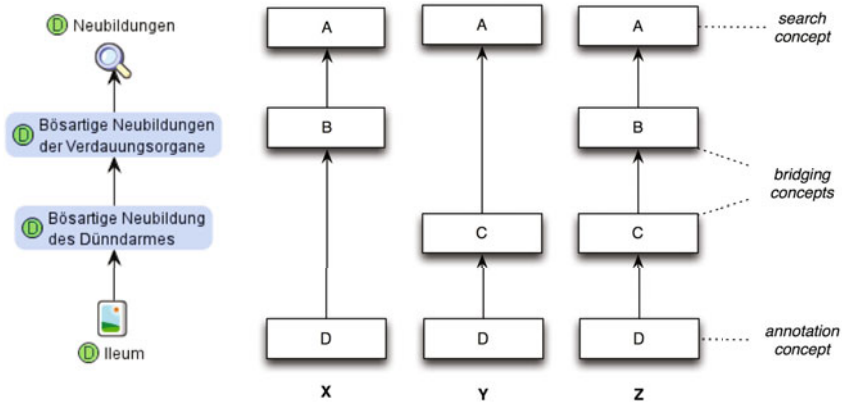 D Neubildungen
D Bösartige Neubildungen
der Verdauungsorgane
D Bösartige Neubildung
des Dünndarmes
D Ileum
A
B
D
X
A
C
D
Y
A
B
C
D
Z
search
concept
bridging
concepts
annotation
concept